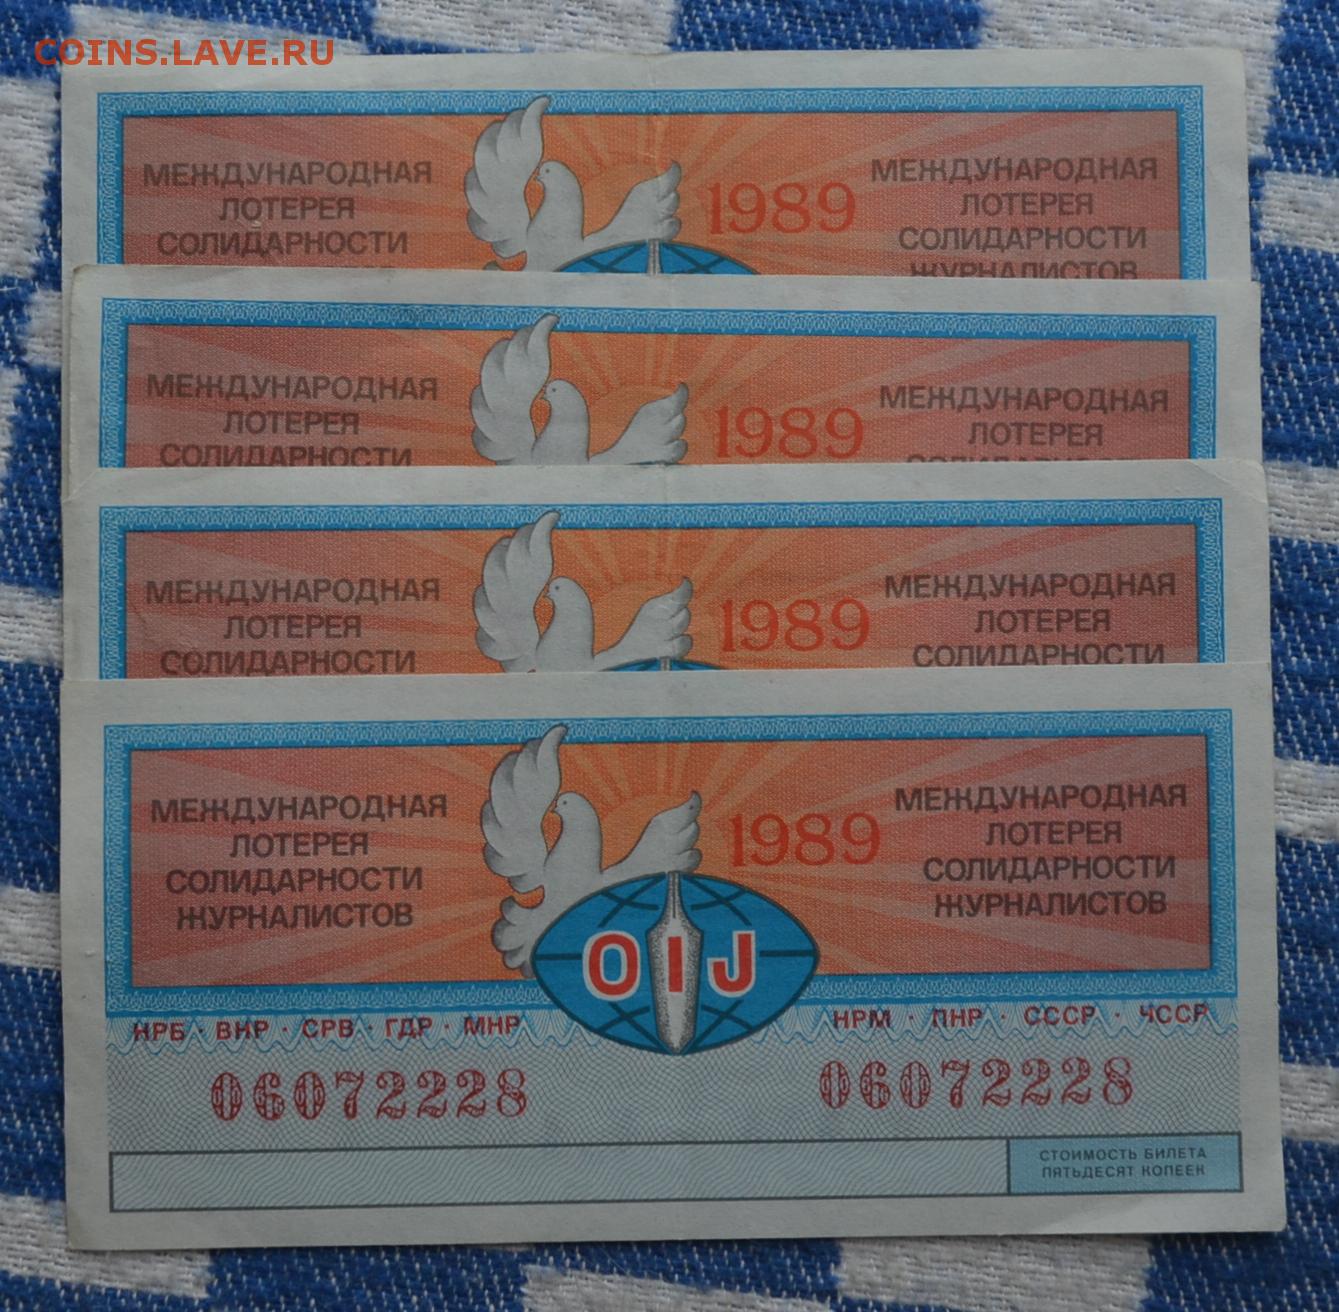 COINS.LAVE.RU
МЕЖДУНАРОДНАЯ
ЛОТЕРЕЯ
СОЛИДАРНОСТИ
1989
МЕЖДУНАРОДНАЯ
ЛОТЕРЕЯ
СОЛИДАРНОСТИ
ЖУРНАЛИСТОВ
МЕЖДУНАРОДНАЯ
ЛОТЕРЕЯ
СОЛИДАРНОСТИ
1989
МЕЖДУНАРОДНАЯ
ЛОТЕРЕЯ
МЕЖДУНАРОДНАЯ
ЛОТЕРЕЯ
СОЛИДАРНОСТИ
1989
МЕЖДУНАРОДНАЯ
ЛОТЕРЕЯ
СОЛИДАРНОСТИ
МЕЖДУНАРОДНАЯ
ЛОТЕРЕЯ
СОЛИДАРНОСТИ
ЖУРНАЛИСТОВ
1989
МЕЖДУНАРОДНАЯ
ЛОТЕРЕЯ
СОЛИДАРНОСТИ
ЖУРНАЛИСТОВ
OIJ
НРБ · ВНР · СРВ · ГДР · МНР
НРМ · ПНР · СССР · ЧССР
06072228
06072228
СТОИМОСТЬ БИЛЕТА
ПЯТЬДЕСЯТ КОПЕЕК